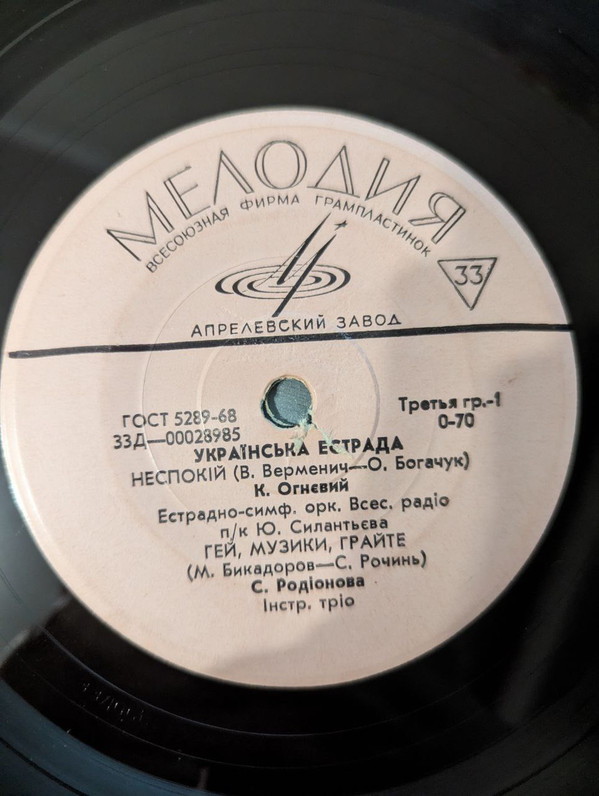 МЕЛОДИЯ
ВСЕСОЮЗНАЯ ФИРМА ГРАМПЛАСТИНОК
33
АПРЕЛЕВСКИЙ ЗАВОД
ГОСТ 5289-68
33Д—00028985
Третья гр.-1
0-70
УКРАЇНСЬКА ЕСТРАДА
НЕСПОКІЙ (В. Верменич—О. Богачук)
К. Огнєвий
Естрадно-симф. орк. Всес. радіо
п/к Ю. Силантьєва
ГЕЙ, МУЗИКИ, ГРАЙТЕ
(М. Бикадоров—С. Рочинь)
С. Родіонова
Інстр. тріо